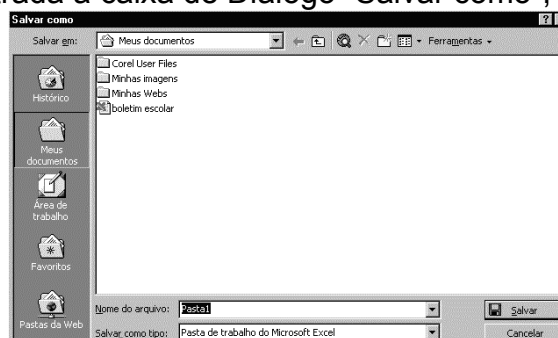 a caixa de Diálogo "Salvar como",
Salvar como
Salvar em:
Meus documentos
Ferramentas
Histórico
Meus
documentos
Área de
trabalho
Favoritos
Pastas da Web
Corel User Files
Minhas imagens
Minhas Webs
boletim escolar
Nome do arquivo:
Pasta1
Salvar
Salvar como tipo:
Pasta de trabalho do Microsoft Excel
Cancelar